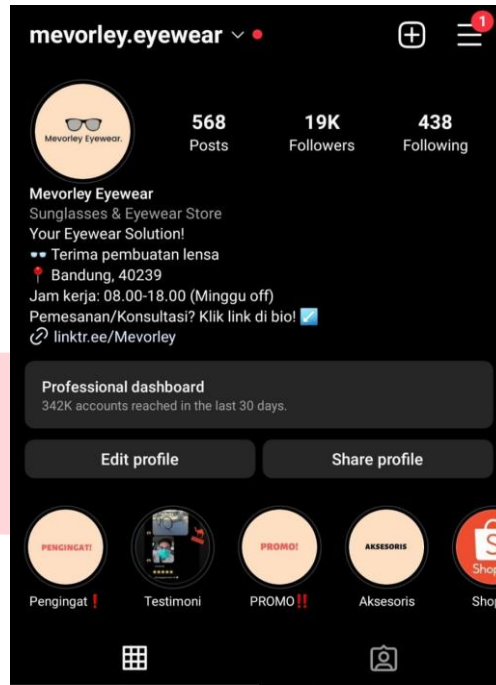 mevorley.eyewear
1
Mevorley Eyewear.
568
Posts
19K
Followers
438
Following
Mevorley Eyewear
Sunglasses & Eyewear Store
Your Eyewear Solution!
🕶 Terima pembuatan lensa
📍 Bandung, 40239
Jam kerja: 08.00-18.00 (Minggu off)
Pemesanan/Konsultasi? Klik link di bio! ↙️
linktr.ee/Mevorley
Professional dashboard
342K accounts reached in the last 30 days.
Edit profile
Share profile
PENGINGAT!
PROMO!
AKSESORIS
S
Shop
Pengingat❗
Testimoni
PROMO‼️
Aksesoris
Shop